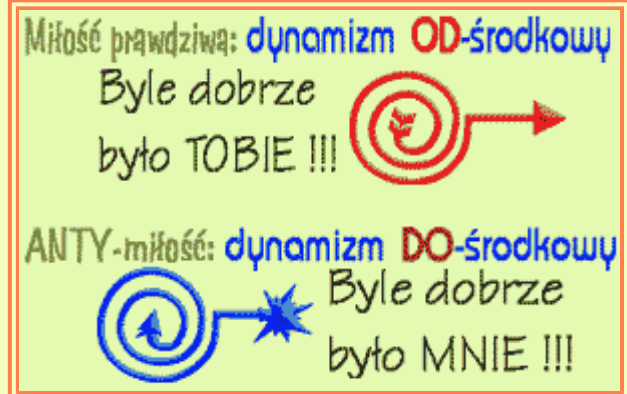 Miłość prawdziwa: dynamizm OD-środkowy
Byle dobrze
było TOBIE !!!
ANTY-miłość: dynamizm DO-środkowy
Byle dobrze
było MNIE !!!